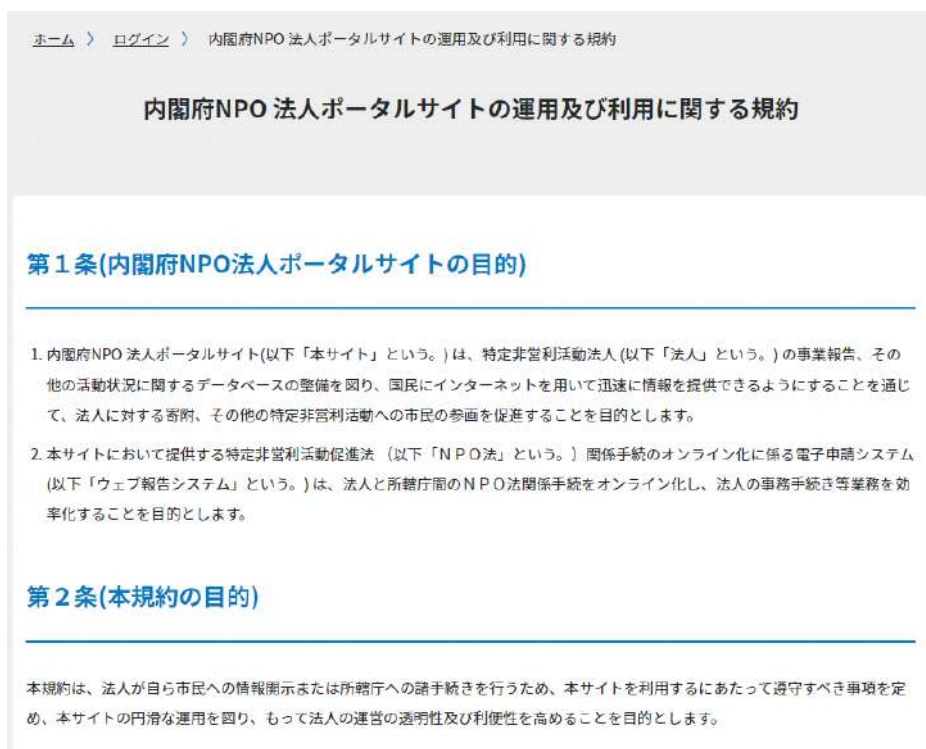 ホーム 〉 ログイン 〉 内閣府NPO 法人ポータルサイトの運用及び利用に関する規約
内閣府NPO 法人ポータルサイトの運用及び利用に関する規約
第１条(内閣府NPO法人ポータルサイトの目的)
1. 内閣府NPO 法人ポータルサイト(以下「本サイト」という。) は、特定非営利活動法人 (以下「法人」という。) の事業報告、その
他の活動状況に関するデータベースの整備を図り、国民にインターネットを用いて迅速に情報を提供できるようにすることを通じ
て、法人に対する寄附、その他の特定非営利活動への市民の参画を促進することを目的とします。
2. 本サイトにおいて提供する特定非営利活動促進法 （以下「ＮＰＯ法」という。）関係手続のオンライン化に係る電子申請システム
(以下「ウェブ報告システム」という。) は、法人と所轄庁間のＮＰＯ法関係手続をオンライン化し、法人の事務手続き等業務を効
率化することを目的とします。
第２条(本規約の目的)
本規約は、法人が自ら市民への情報開示または所轄庁への諸手続きを行うため、本サイトを利用するにあたって遵守すべき事項を定
め、本サイトの円滑な運用を図り、もって法人の運営の透明性及び利便性を高めることを目的とします。